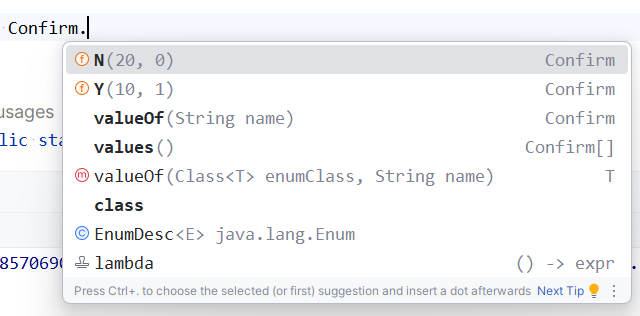 Confirm.
N(20, 0) Confirm
Y(10, 1) Confirm
usages
valueOf(String name) Confirm
lic sta
values() Confirm[]
valueOf(Class<T> enumClass, String name) T
class
EnumDesc<E> java.lang.Enum
8570690
lambda () -> expr
Press Ctrl+. to choose the selected (or first) suggestion and insert a dot afterwards Next Tip